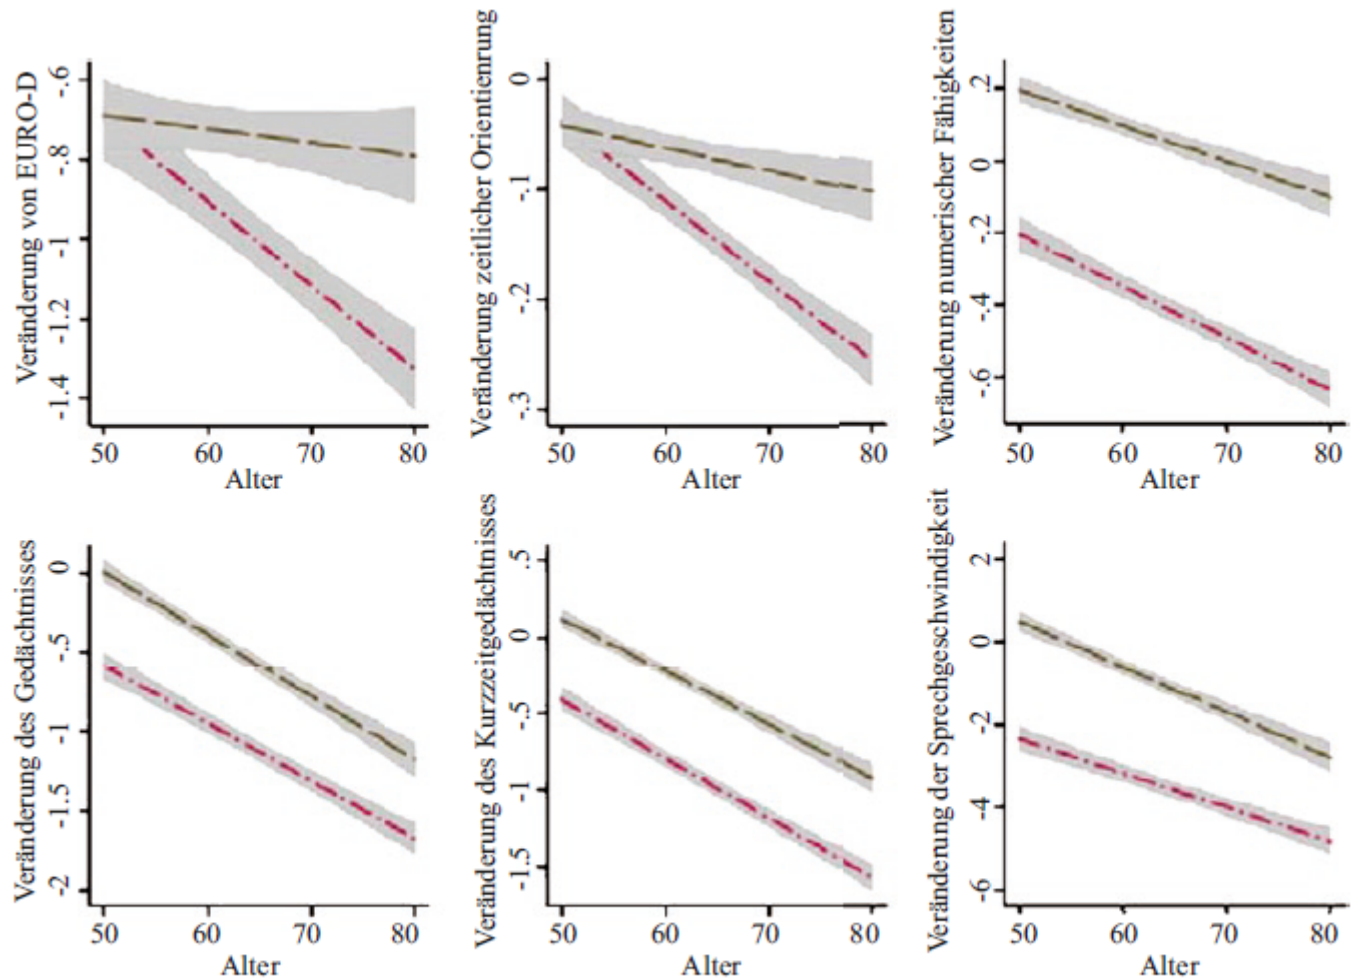 Veränderung von EURO-D
-.6
-.8
-1
-1.2
-1.4
50 60 70 80
Alter
Veränderung zeitlicher Orientienrung
0
-.1
-.2
-.3
50 60 70 80
Alter
Veränderung numerischer Fähigkeiten
.2
0
-.2
-.4
-.6
50 60 70 80
Alter
Veränderung des Gedächtnisses
0
-.5
-1
-1.5
-2
50 60 70 80
Alter
Veränderung des Kurzzeitgedächtnisses
.5
0
-.5
-1
-1.5
50 60 70 80
Alter
Veränderung der Sprechgeschwindigkeit
2
0
-2
-4
-6
50 60 70 80
Alter